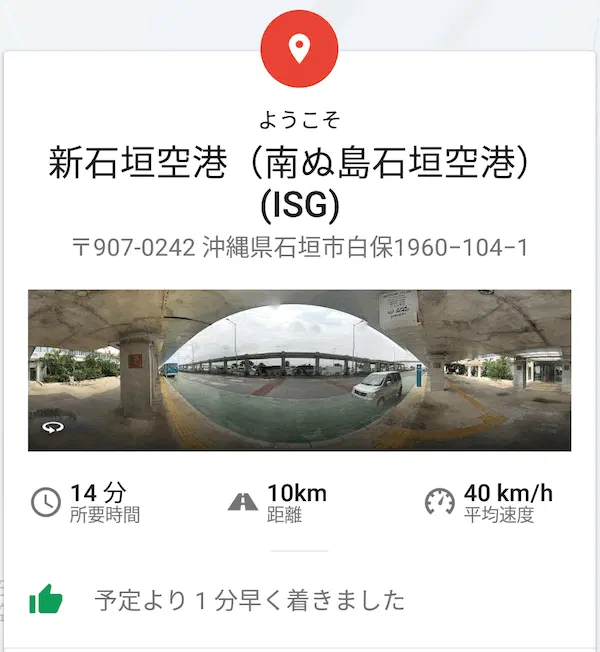 ようこそ
新石垣空港（南ぬ島石垣空港）
(ISG)
〒907-0242 沖縄県石垣市白保1960−104−1
14 分
所要時間
10km
距離
40 km/h
平均速度
予定より 1 分早く着きました